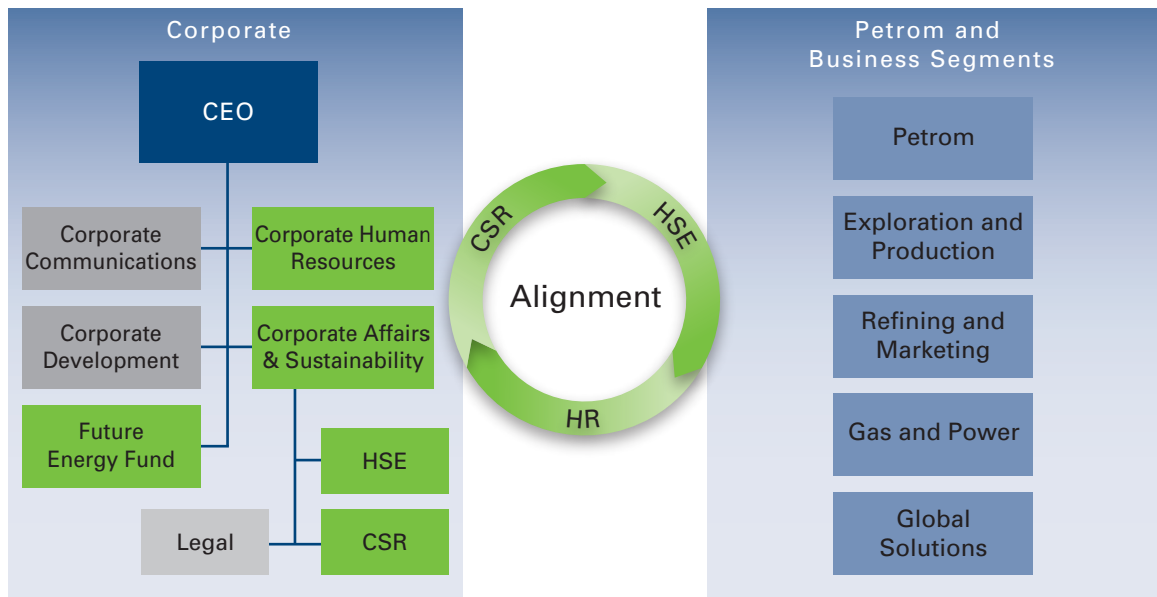 Corporate
CEO
Corporate
Communications
Corporate Human
Resources
Corporate
Development
Corporate Affairs
& Sustainability
Future
Energy Fund
HSE
Legal
CSR
CSR
HSE
Alignment
HR
Petrom and
Business Segments
Petrom
Exploration and
Production
Refining and
Marketing
Gas and Power
Global
Solutions